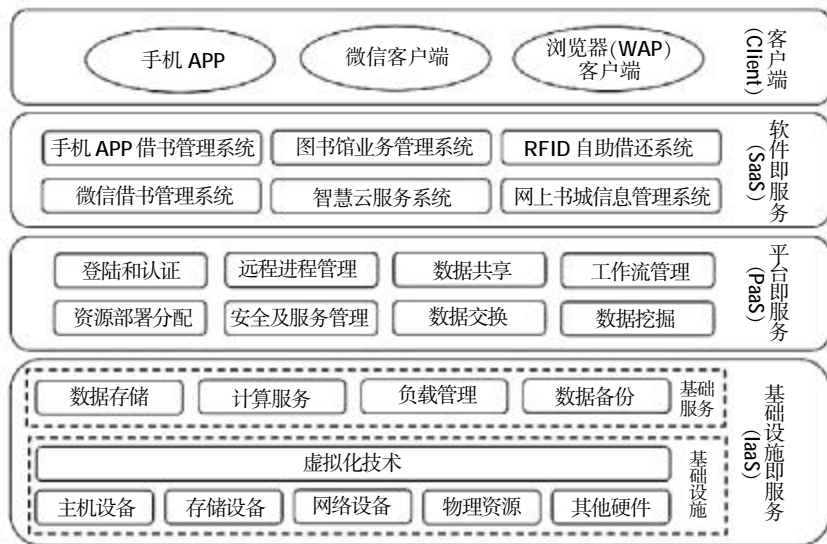 手机 APP
微信客户端
浏览器(WAP)
客户端
客户端
(Client)
手机 APP 借书管理系统
图书馆业务管理系统
RFID 自助借还系统
微信借书管理系统
智慧云服务系统
网上书城信息管理系统
软件即服务
(SaaS)
登陆和认证
远程进程管理
数据共享
工作流管理
资源部署分配
安全及服务管理
数据交换
数据挖掘
平台即服务
(PaaS)
数据存储
计算服务
负载管理
数据备份
基础
服务
虚拟化技术
主机设备
存储设备
网络设备
物理资源
其他硬件
基础设施
基础设施即服务
(IaaS)